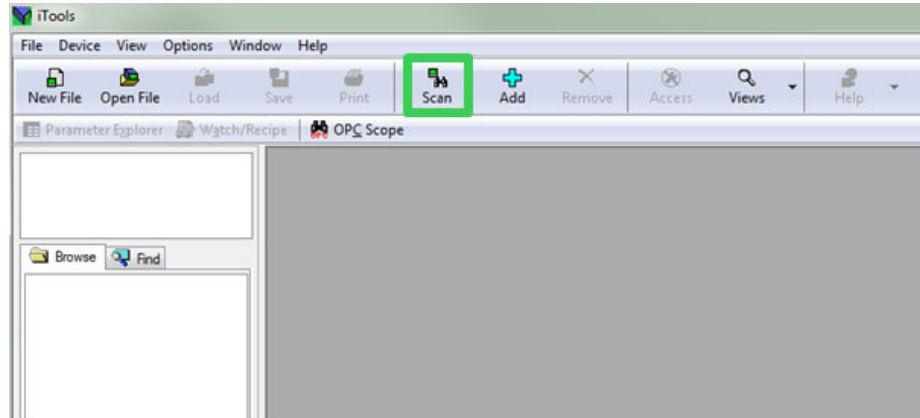 iTools
File Device View Options Window Help
New File Open File Load Save Print Scan Add Remove Access Views Help
Parameter Explorer Watch/Recipe OPC Scope
Browse Find